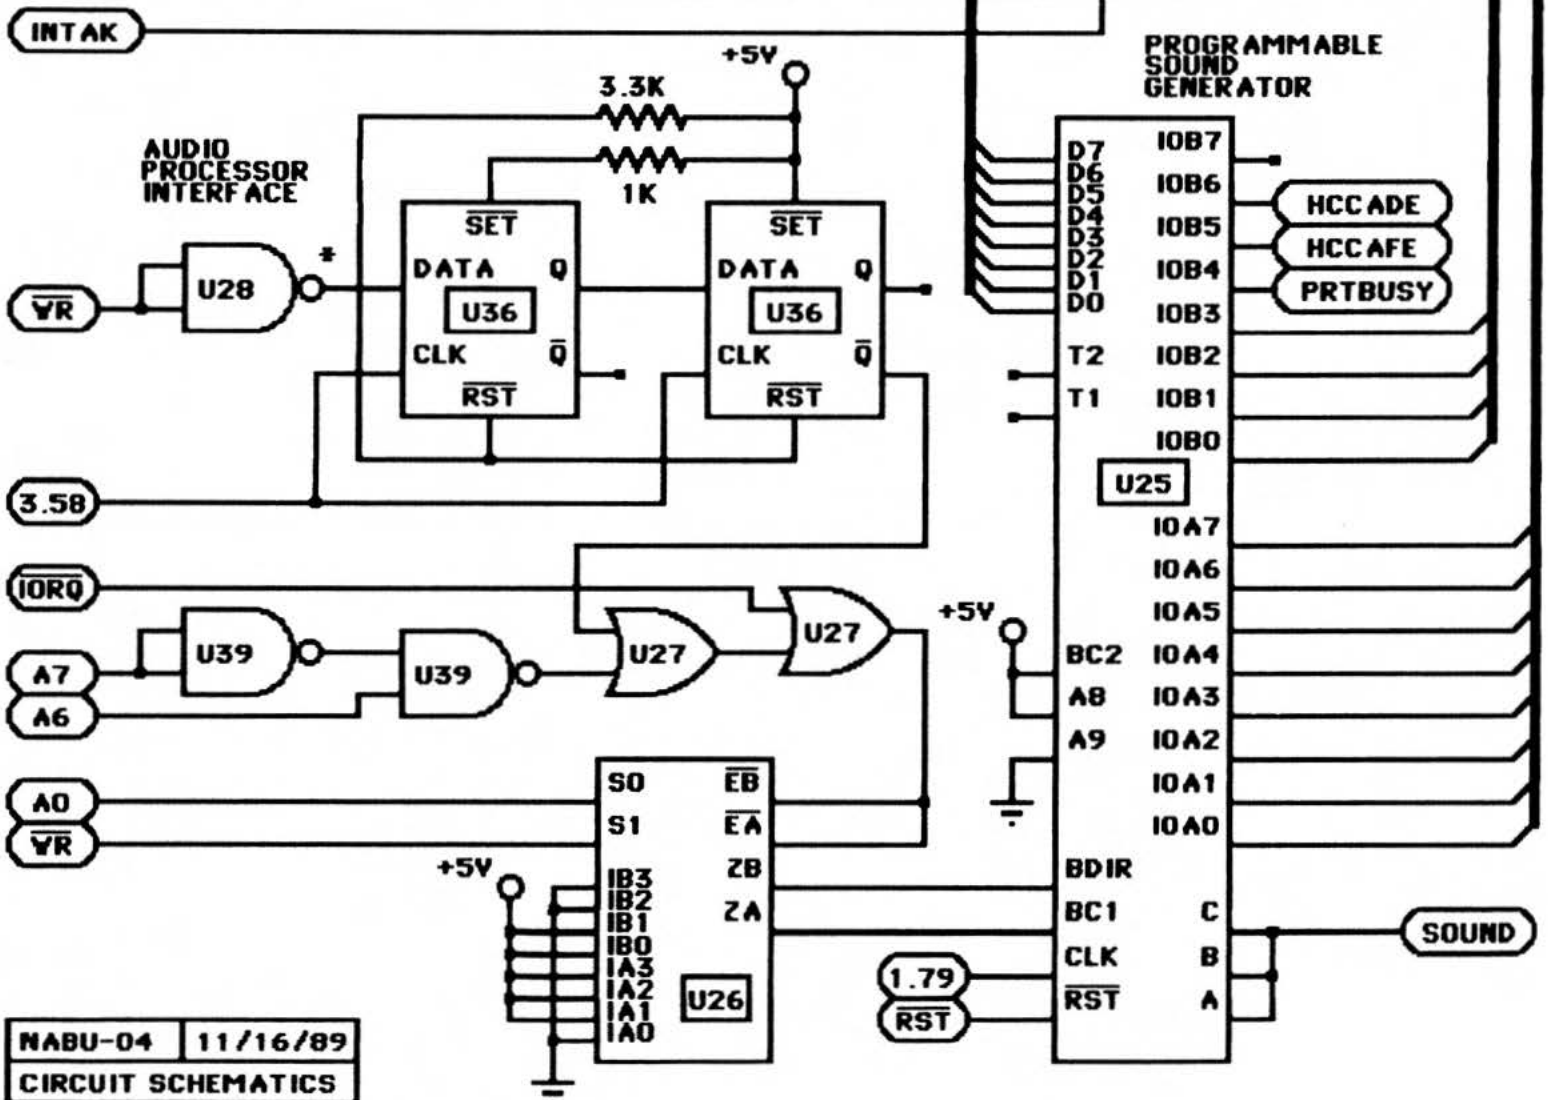 INTAK
+5V
PROGRAMMABLE
SOUND
GENERATOR
3.3K
1K
AUDIO
PROCESSOR
INTERFACE
*
U28
WR
SET
DATA Q
U36
CLK Q
RST
SET
DATA Q
U36
CLK Q
RST
3.58
IORQ
A7
A6
U39
U39
U27
U27
A0
WR
S0
S1
IB3
IB2
IB1
IB0
IA3
IA2
IA1
IA0
EB
EA
ZB
ZA
U26
+5V
D7
D6
D5
D4
D3
D2
D1
D0
T2
T1
U25
+5V
BC2
A8
A9
BDIR
BC1
CLK
RST
IOB7
IOB6
IOB5
IOB4
IOB3
IOB2
IOB1
IOB0
IOA7
IOA6
IOA5
IOA4
IOA3
IOA2
IOA1
IOA0
C
B
A
HCCADE
HCCAFE
PRTBUSY
SOUND
1.79
RST
NABU-04 11/16/89
CIRCUIT SCHEMATICS